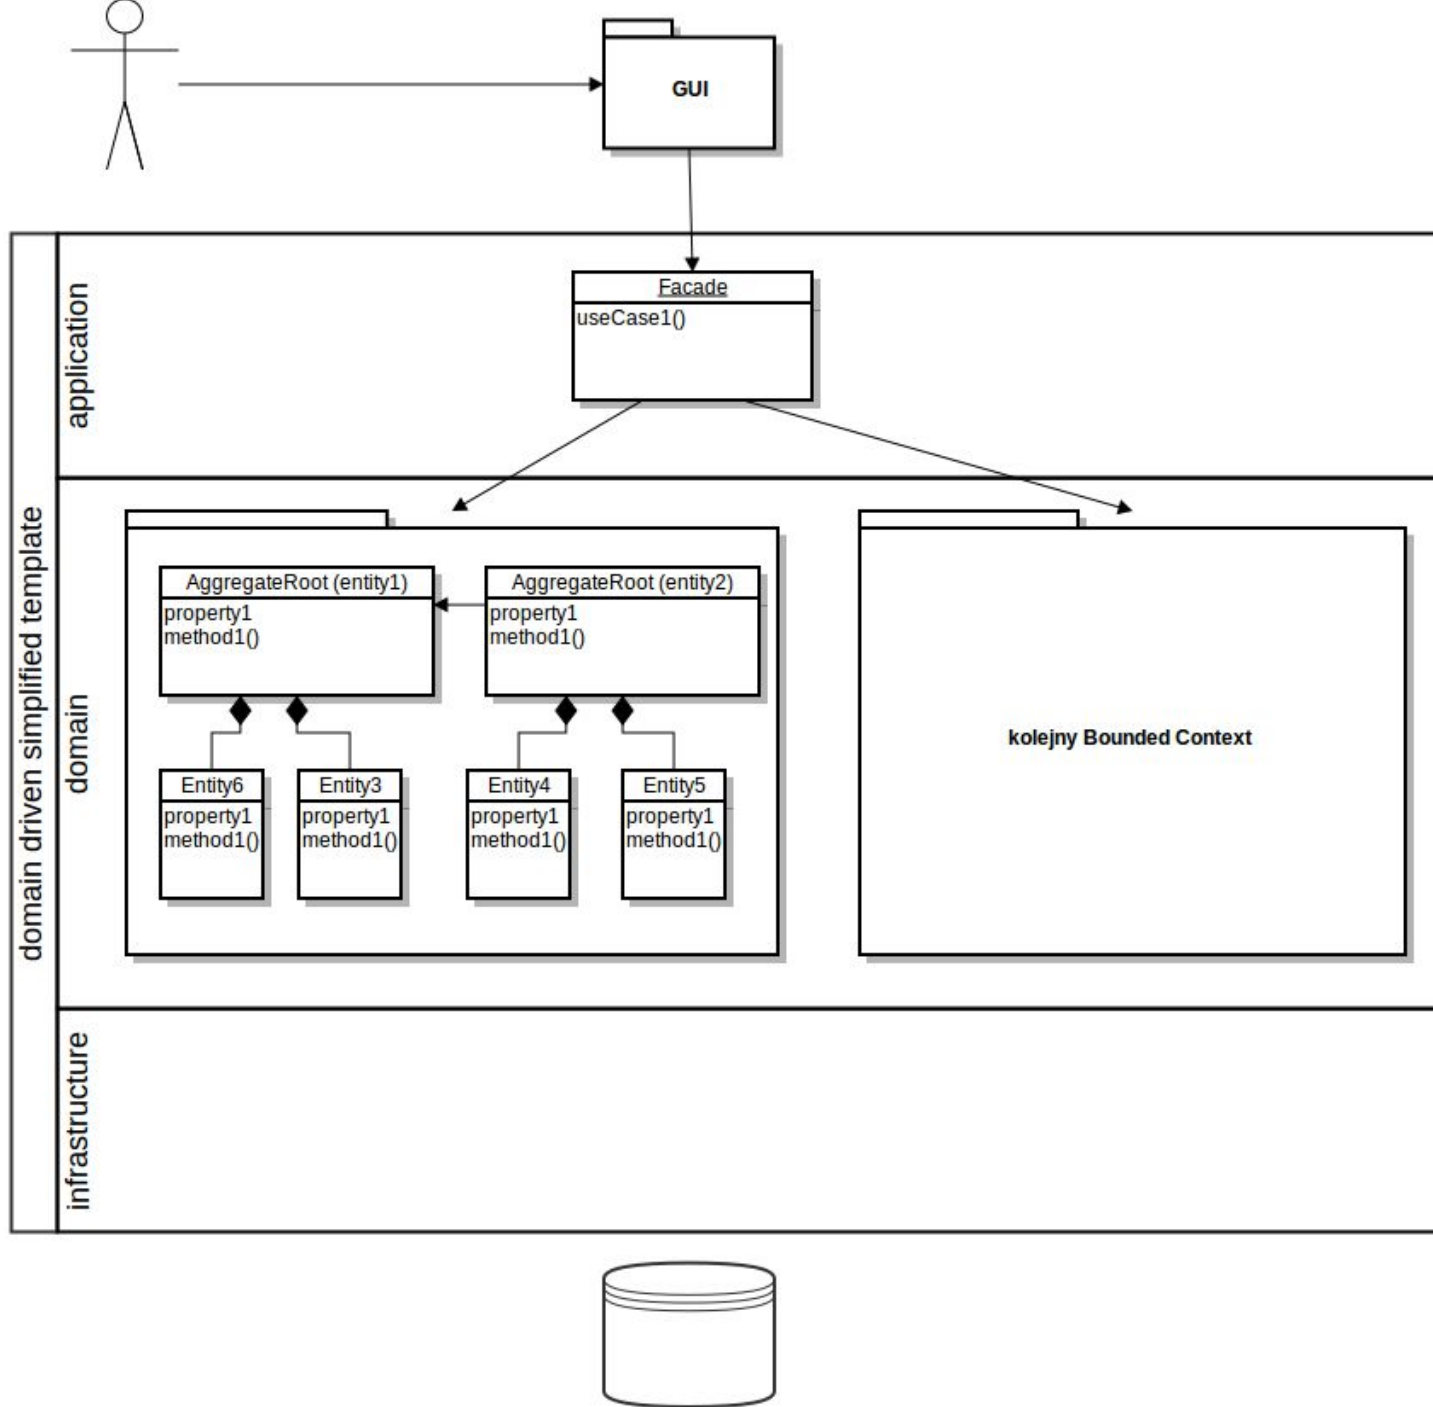 GUI
domain driven simplified template
application
Facade
useCase1()
domain
AggregateRoot (entity1)
property1
method1()
AggregateRoot (entity2)
property1
method1()
Entity6
property1
method1()
Entity3
property1
method1()
Entity4
property1
method1()
Entity5
property1
method1()
kolejny Bounded Context
infrastructure